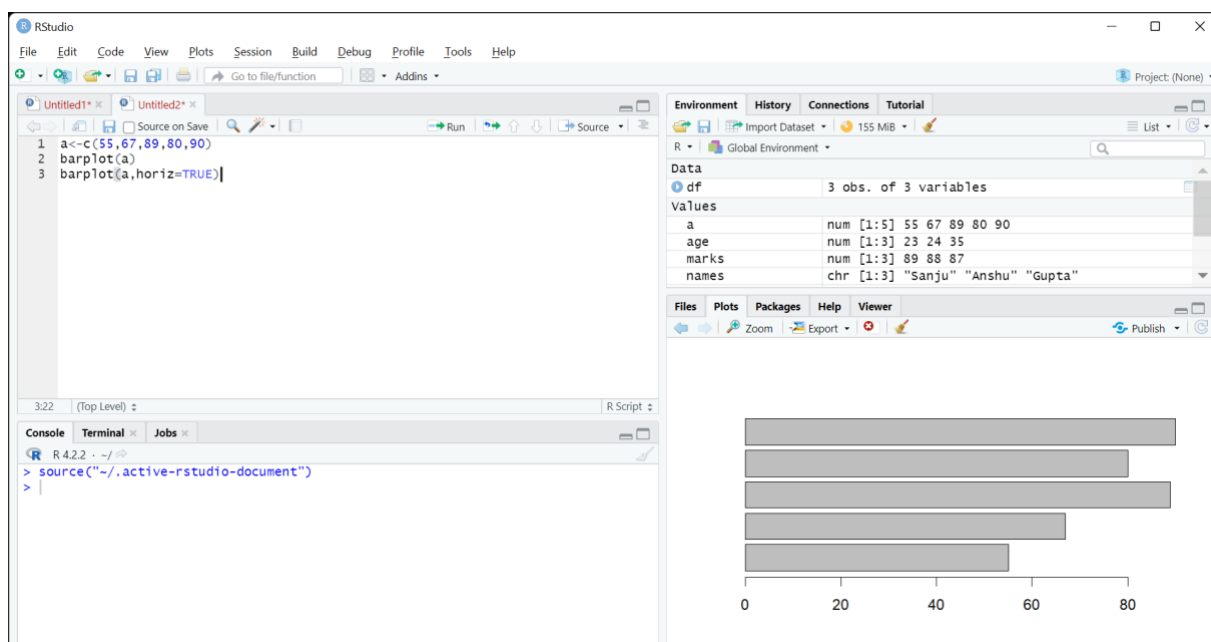 RStudio
File Edit Code View Plots Session Build Debug Profile Tools Help
Go to file/function Addins Project: (None)
Untitled1* Untitled2*
Source on Save Run Source
1 a<-c(55,67,89,80,90)
2 barplot(a)
3 barplot(a,horiz=TRUE)
3:22 (Top Level) R Script
Console Terminal Jobs
R 4.2.2 · ~/
> source("~/.active-rstudio-document")
>
Environment History Connections Tutorial
Import Dataset 155 MiB List
R Global Environment
Data
df 3 obs. of 3 variables
Values
a num [1:5] 55 67 89 80 90
age num [1:3] 23 24 35
marks num [1:3] 89 88 87
names chr [1:3] "Sanju" "Anshu" "Gupta"
Files Plots Packages Help Viewer
Zoom Export Publish
0 20 40 60 80